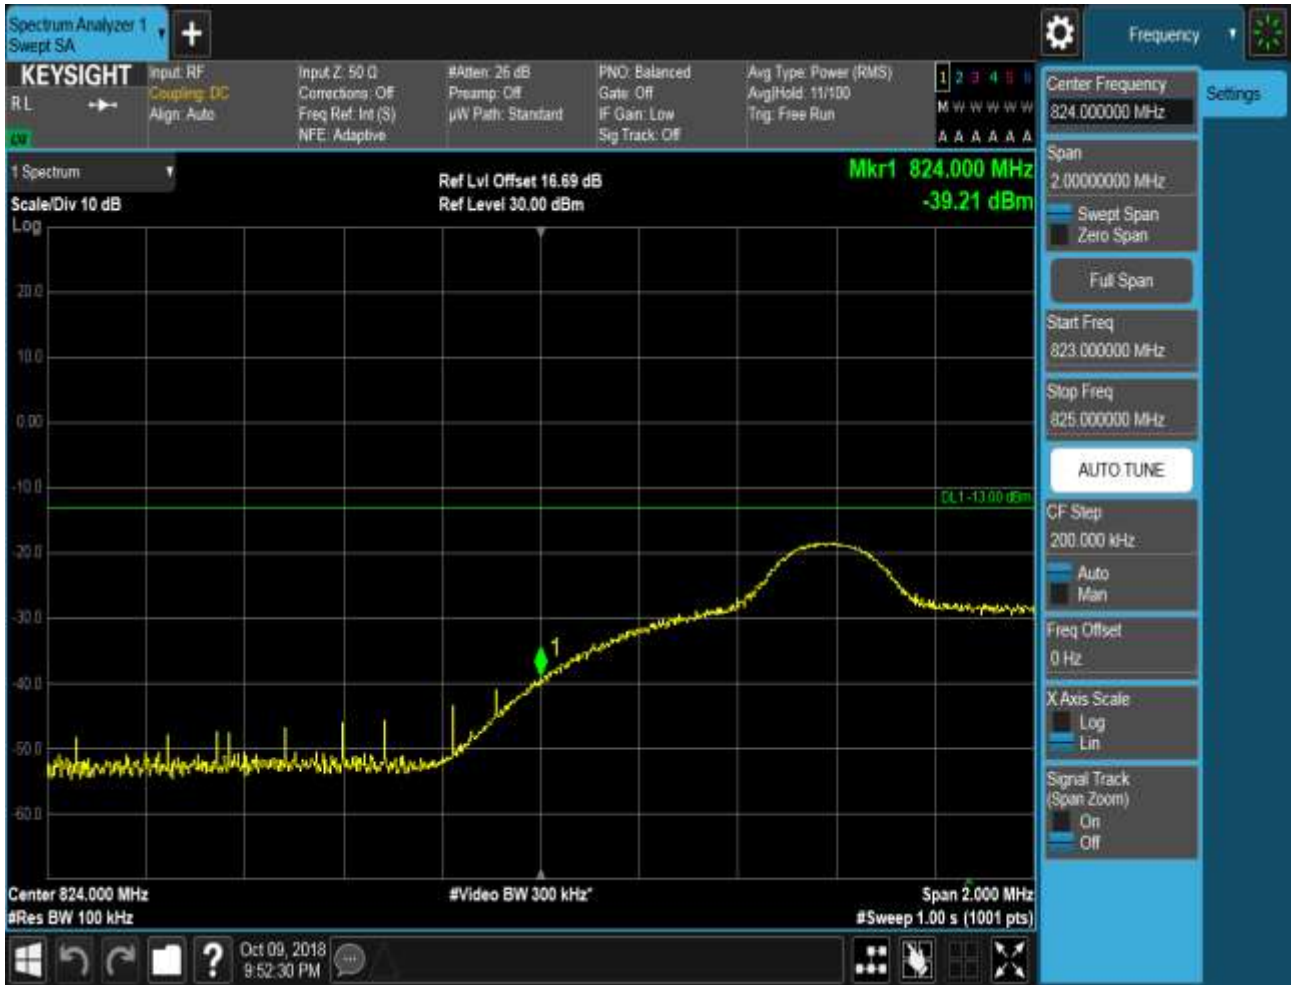 Spectrum Analyzer 1
Swept SA
+
Frequency
KEYSIGHT
R L
LW
Input: RF
Coupling: DC
Align: Auto
Input Z: 50 Ω
Corrections: Off
Freq Ref: Int (S)
NFE: Adaptive
#Atten: 26 dB
Preamp: Off
µW Path: Standard
PNO: Balanced
Gate: Off
IF Gain: Low
Sig Track: Off
Avg Type: Power (RMS)
Avg|Hold: 11/100
Trig: Free Run
1 2 3 4 5 6
M W W W W W
A A A A A A
1 Spectrum
Scale/Div 10 dB
Log
Ref Lvl Offset 16.69 dB
Ref Level 30.00 dBm
Mkr1 824.000 MHz
-39.21 dBm
20.0
10.0
0.00
-10.0
DL1 -13.00 dBm
-20.0
-30.0
1
-40.0
-50.0
-60.0
Center 824.000 MHz
#Video BW 300 kHz*
Span 2.000 MHz
#Res BW 100 kHz
#Sweep 1.00 s (1001 pts)
?
Oct 09, 2018
9:52:30 PM
Center Frequency
824.000000 MHz
Settings
Span
2.00000000 MHz
Swept Span
Zero Span
Full Span
Start Freq
823.000000 MHz
Stop Freq
825.000000 MHz
AUTO TUNE
CF Step
200.000 kHz
Auto
Man
Freq Offset
0 Hz
X Axis Scale
Log
Lin
Signal Track
(Span Zoom)
On
Off